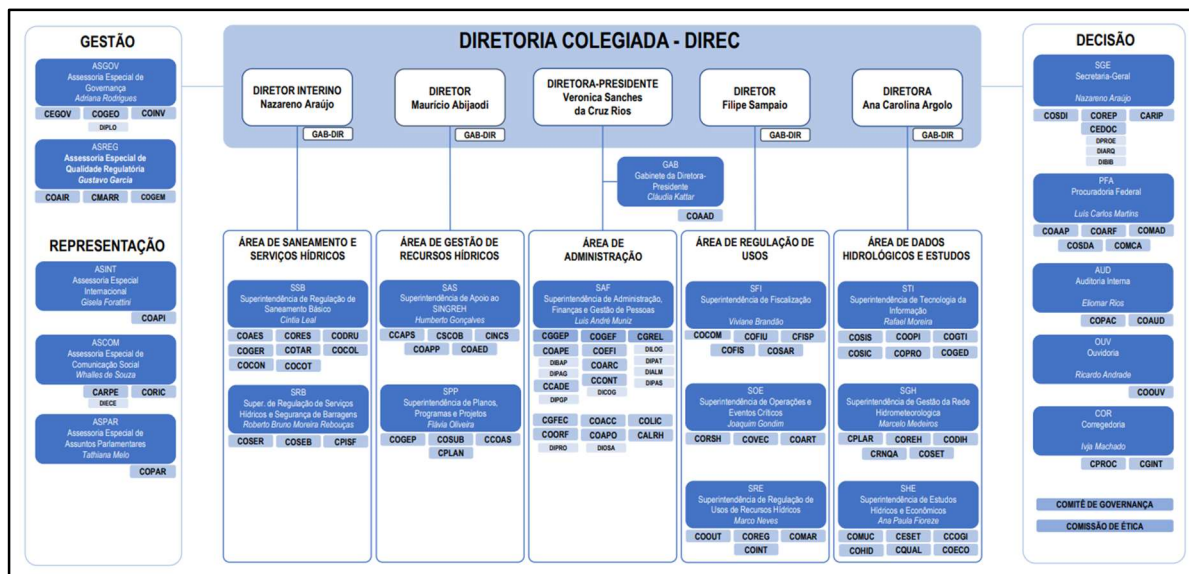 GESTÃO
ASGOV
Assessoria Especial de
Governança
Adriana Rodrigues
CEGOV COGEO COINV
DIPLO
ASREG
Assessoria Especial de
Qualidade Regulatória
Gustavo Garcia
COAIR CMARR COGEM
REPRESENTAÇÃO
ASINT
Assessoria Especial
Internacional
Gisela Forattini
COAPI
ASCOM
Assessoria Especial de
Comunicação Social
Whalles de Souza
CARPE CORIC
DIECE
ASPAR
Assessoria Especial de
Assuntos Parlamentares
Tathiana Melo
COPAR
DIRETORIA COLEGIADA - DIREC
DIRETOR INTERINO
Nazareno Araújo
GAB-DIR
DIRETOR
Maurício Abijaodi
GAB-DIR
DIRETORA-PRESIDENTE
Veronica Sanches
da Cruz Rios
DIRETOR
Filipe Sampaio
GAB-DIR
DIRETORA
Ana Carolina Argolo
GAB-DIR
GAB
Gabinete da Diretora-
Presidente
Cláudia Kattar
COAAD
ÁREA DE SANEAMENTO E
SERVIÇOS HÍDRICOS
SSB
Superintendência de Regulação de
Saneamento Básico
Cintia Leal
COAES CORES CODRU
COGER COTAR COCOL
COCON COCOT
SRB
Super. de Regulação de Serviços
Hídricos e Segurança de Barragens
Roberto Bruno Moreira Rebouças
COSER COSEB CPISF
ÁREA DE GESTÃO DE
RECURSOS HÍDRICOS
SAS
Superintendência de Apoio ao
SINGREH
Humberto Gonçalves
CCAPS CSCOB CINCS
COAPP COAED
SPP
Superintendência de Planos,
Programas e Projetos
Flávia Oliveira
COGEP COSUB CCOAS
CPLAN
ÁREA DE
ADMINISTRAÇÃO
SAF
Superintendência de Administração,
Finanças e Gestão de Pessoas
Luís André Muniz
CGGEP COGEF CGREL
COAPE COEFI DILOG
DIBAP COARC DIPAT
DIPAG DIALM
CCADE CCONT DIPAS
DIPGP DICOG
CGFEC COACC COLIC
COORF COAPO CALRH
DIPRO DIOSA
ÁREA DE REGULAÇÃO DE
USOS
SFI
Superintendência de Fiscalização
Viviane Brandão
COCOM COFIU CFISP
COFIS COSAR
SOE
Superintendência de Operações e
Eventos Críticos
Joaquim Gondim
CORSH COVEC COART
SRE
Superintendência de Regulação de
Usos de Recursos Hídricos
Marco Neves
COOUT COREG COMAR
COINT
ÁREA DE DADOS
HIDROLÓGICOS E ESTUDOS
STI
Superintendência de Tecnologia da
Informação
Rafael Moreira
COSIS COOPI COGTI
COSIC COPRO COGED
SGH
Superintendência de Gestão da Rede
Hidrometeorologica
Marcelo Medeiros
CPLAR COREH CODIH
CRNQA COSET
SHE
Superintendência de Estudos
Hídricos e Econômicos
Ana Paula Fioreze
COMUC CESET CCOGI
COHID CQUAL COECO
DECISÃO
SGE
Secretaria-Geral
Nazareno Araújo
COSDI COREP CARIP
CEDOC
DPROE
DIARQ
DIBIB
PFA
Procuradoria Federal
Luis Carlos Martins
COAAP COARF COMAD
COSDA COMCA
AUD
Auditoria Interna
Eliomar Rios
COPAC COAUD
OUV
Ouvidoria
Ricardo Andrade
COOUV
COR
Corregedoria
Ivja Machado
CPROC CGINT
COMITÊ DE GOVERNANÇA
COMISSÃO DE ÉTICA